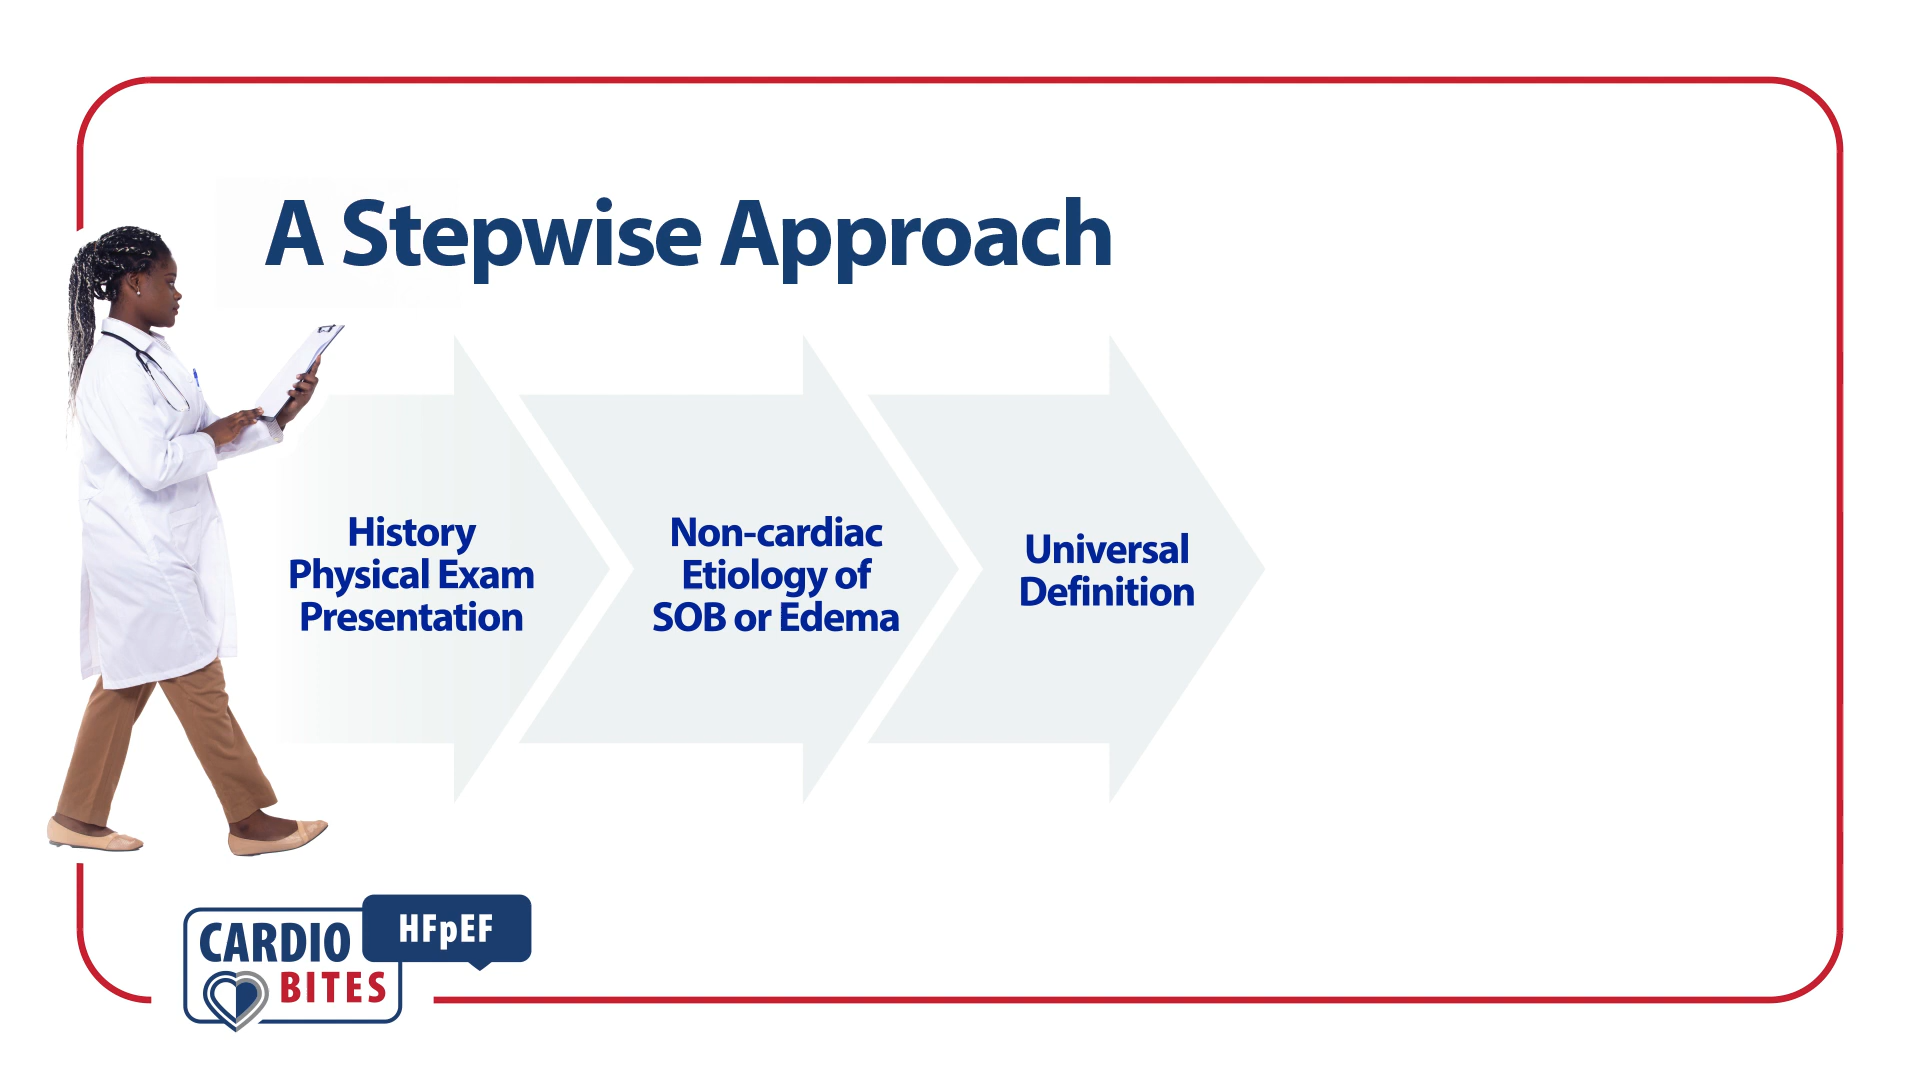 A Stepwise Approach
History
Physical Exam
Presentation
Non-cardiac
Etiology of
SOB or Edema
Universal
Definition
CARDIO
BITES
HFpEF